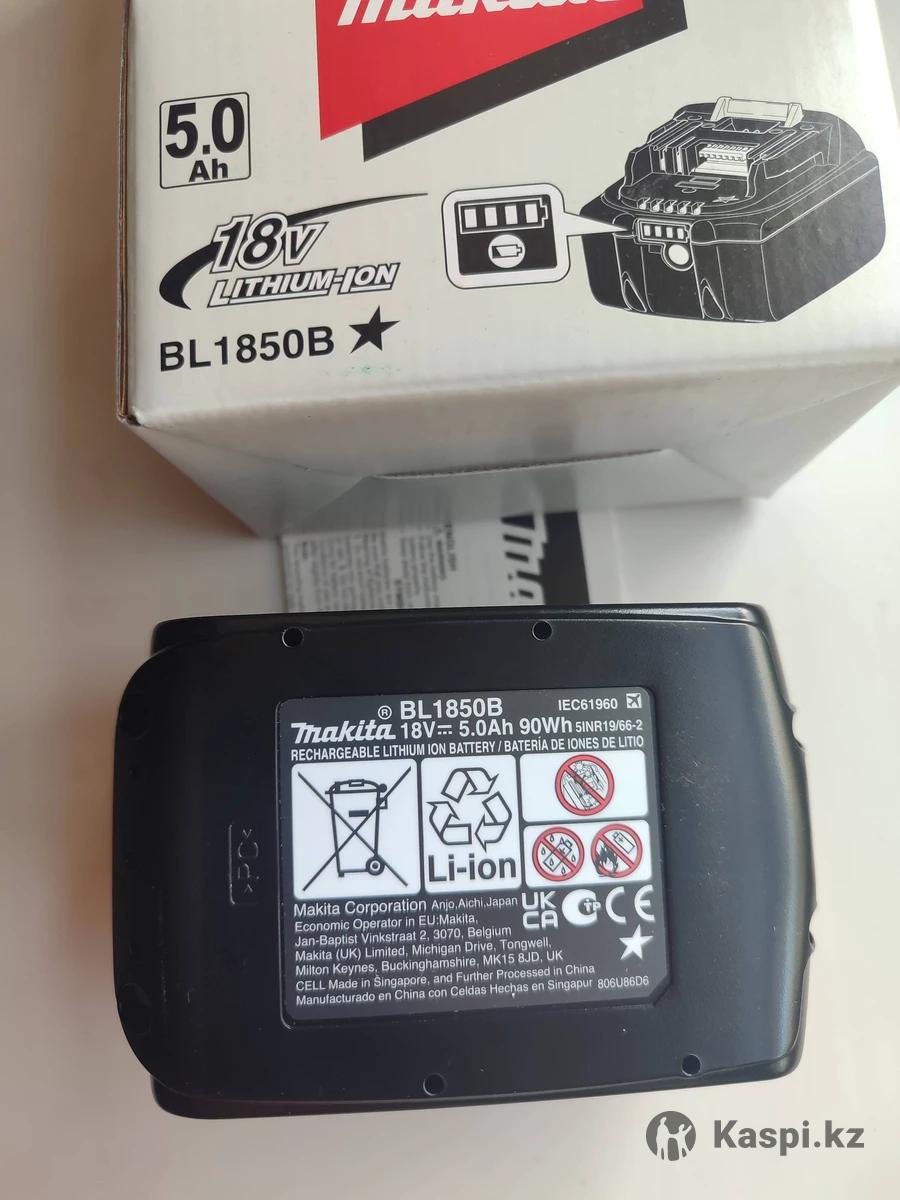 makita
5.0
Ah
18V
LITHIUM-ION
BL1850B ★
makita® BL1850B IEC61960
18V⎓ 5.0Ah 90Wh 5INR19/66-2
RECHARGEABLE LITHIUM ION BATTERY / BATERÍA DE IONES DE LITIO
Li-ion
>PC<
UK
CA
CE
Makita Corporation Anjo,Aichi,Japan
Economic Operator in EU:Makita,
Jan-Baptist Vinkstraat 2, 3070, Belgium
Makita (UK) Limited, Michigan Drive, Tongwell,
Milton Keynes, Buckinghamshire, MK15 8JD, UK
CELL Made in Singapore, and Further Processed in China
Manufacturado en China con Celdas Hechas en Singapur 806U86D6
Kaspi.kz